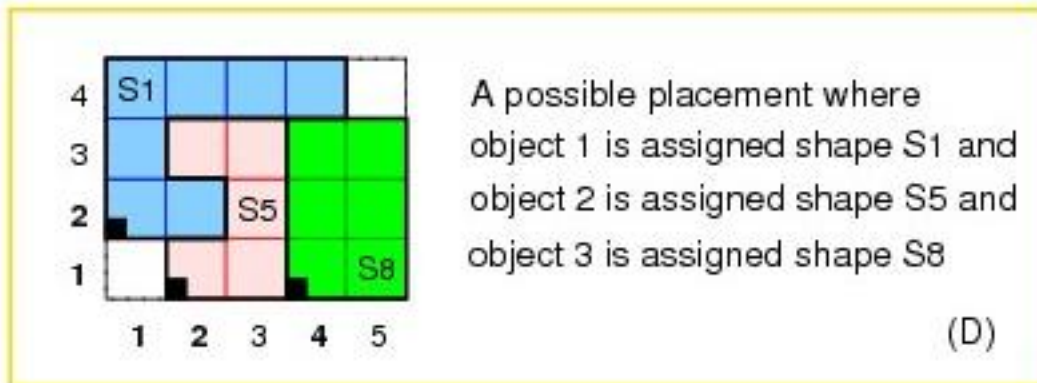 4 S1
3
2 S5
1 S8
1 2 3 4 5
A possible placement where
object 1 is assigned shape S1 and
object 2 is assigned shape S5 and
object 3 is assigned shape S8
(D)